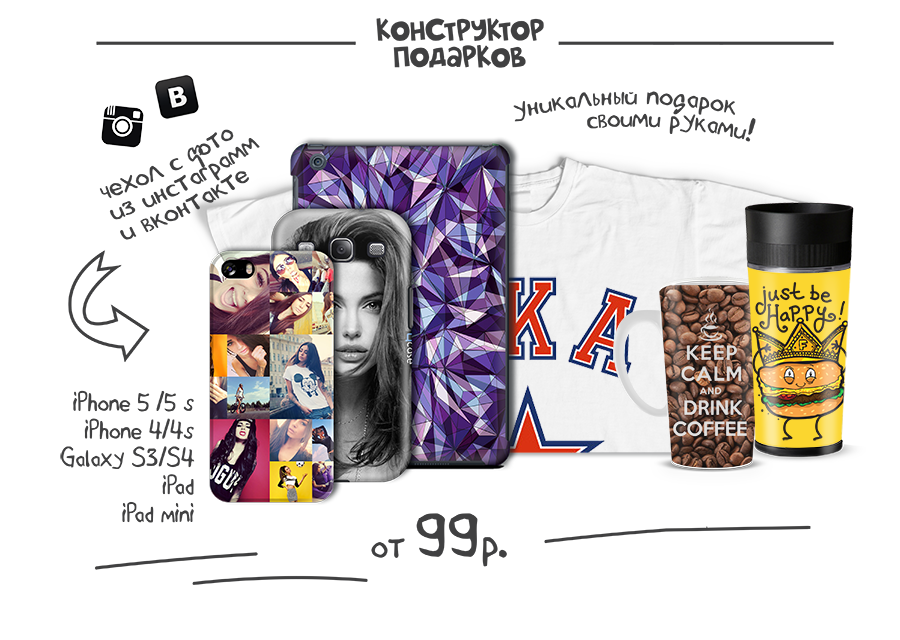 КОНСТРУКТОР
ПОДАРКОВ
уникальный подарок
своими руками!
B
чехол с фото
из инстаграмм
и вконтакте
iPhone 5 /5 s
iPhone 4/4s
Galaxy S3/S4
iPad
iPad mini
К А
just be
Happy!
KEEP
CALM
AND
DRINK
COFFEE
от 99р.